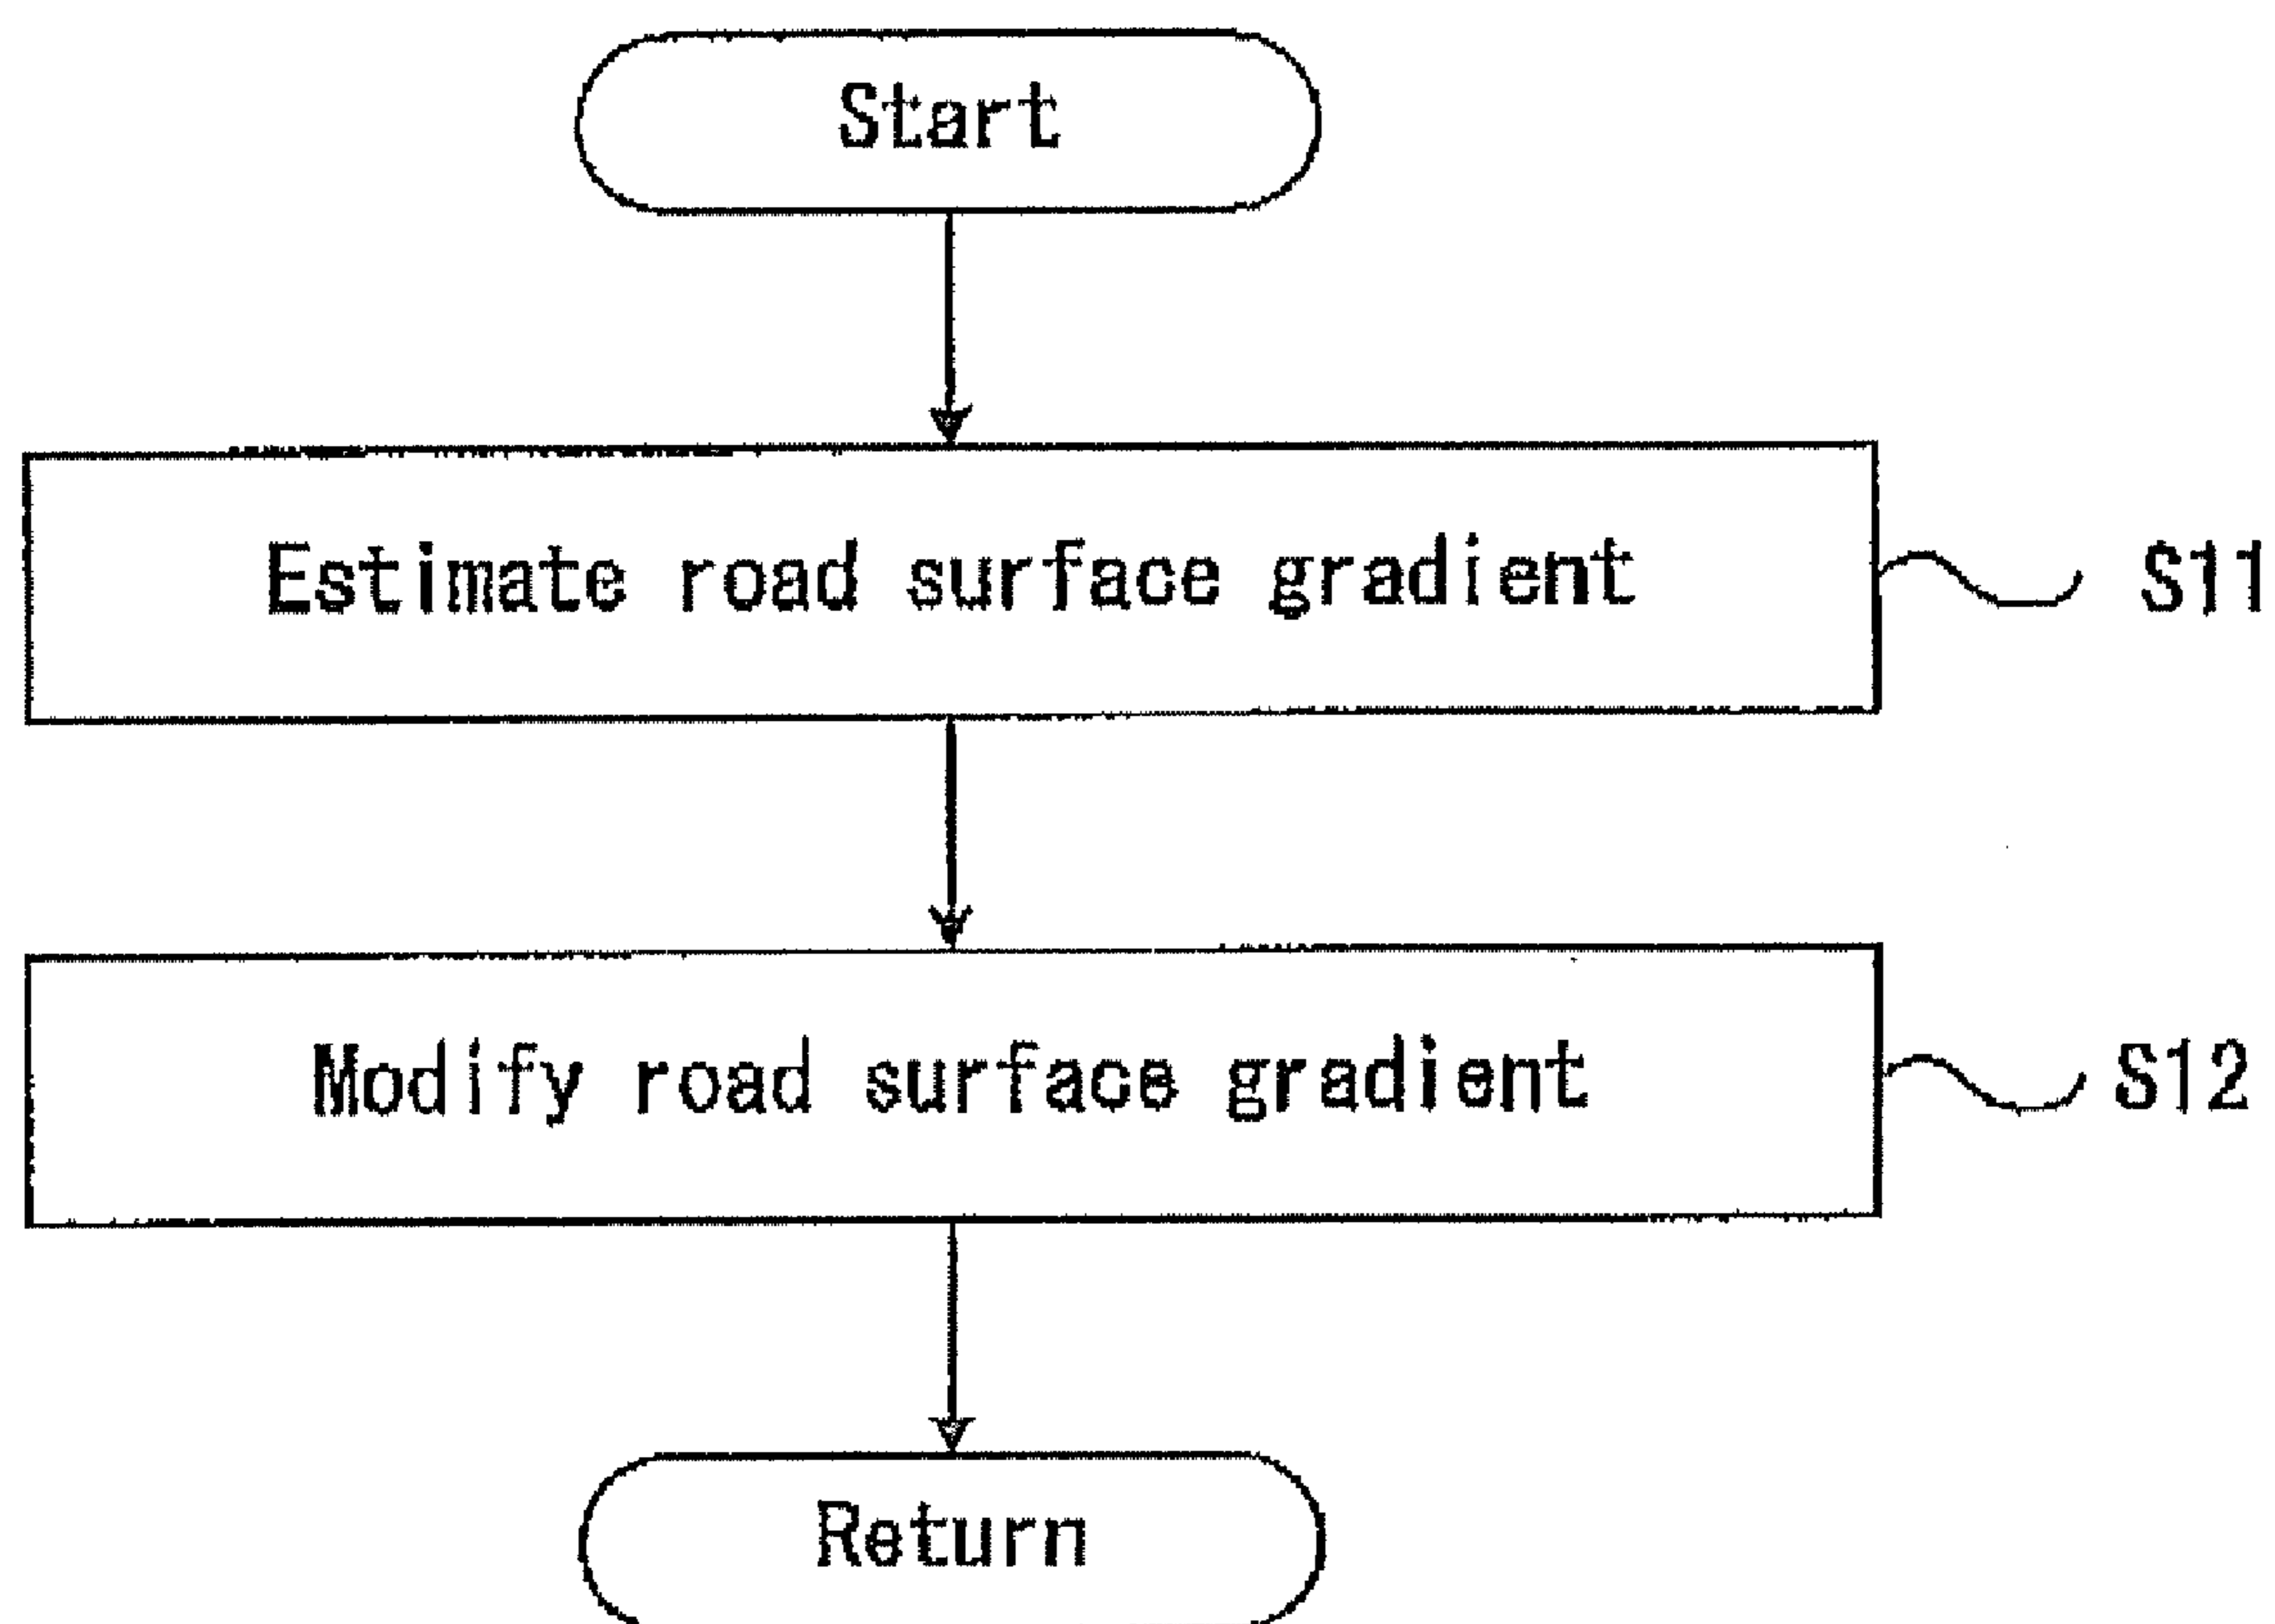 Start
Estimate road surface gradient
S11
Modify road surface gradient
S12
Return